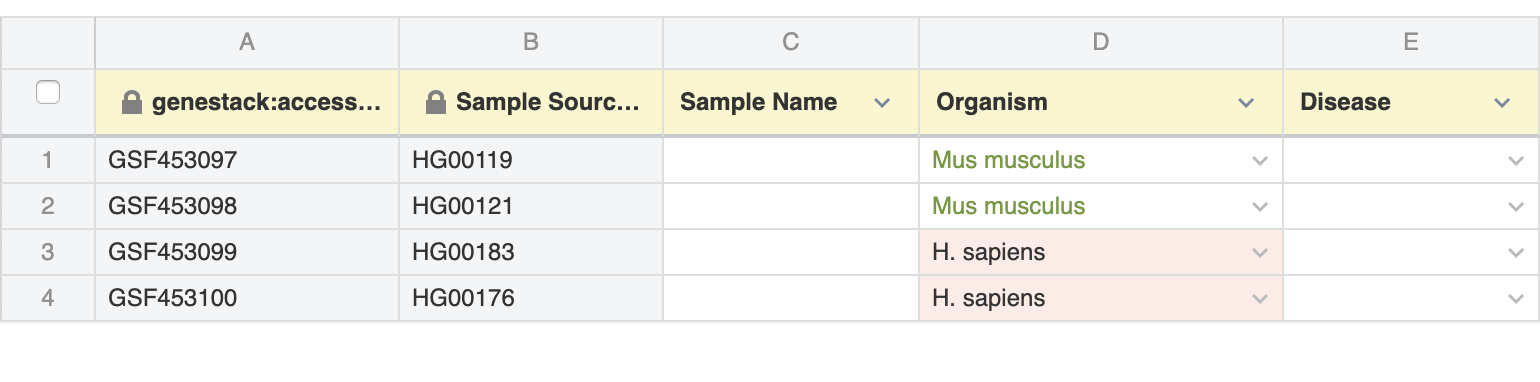 A B C D E
genestack:access... Sample Sourc... Sample Name Organism Disease
1 GSF453097 HG00119 Mus musculus
2 GSF453098 HG00121 Mus musculus
3 GSF453099 HG00183 H. sapiens
4 GSF453100 HG00176 H. sapiens